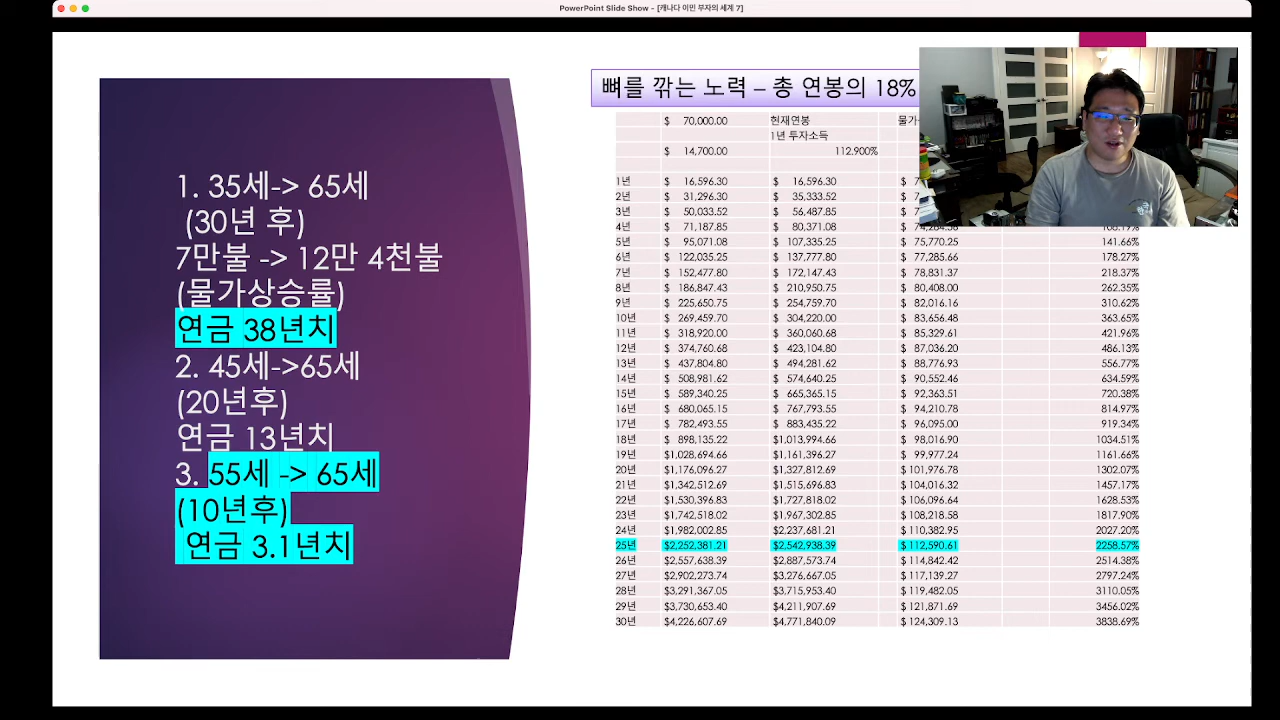 PowerPoint Slide Show - [캐나다 이민 부자의 세계 7]
1. 35세-> 65세
(30년 후)
7만불 -> 12만 4천불
(물가상승률)
연금 38년치
2. 45세->65세
(20년후)
연금 13년치
3. 55세 -> 65세
(10년후)
연금 3.1년치
뼈를 깎는 노력 – 총 연봉의 18%
$ 70,000.00 현재연봉
1년 투자소득
$ 14,700.00 112.900%
1년 $ 16,596.30 $ 16,596.30 $
2년 $ 31,296.30 $ 35,333.52 $
3년 $ 50,033.52 $ 56,487.85 $
4년 $ 71,187.85 $ 80,371.08 $
5년 $ 95,071.08 $ 107,335.25 $ 75,770.25 141.66%
6년 $ 122,035.25 $ 137,777.80 $ 77,285.66 178.27%
7년 $ 152,477.80 $ 172,147.43 $ 78,831.37 218.37%
8년 $ 186,847.43 $ 210,950.75 $ 80,408.00 262.35%
9년 $ 225,650.75 $ 254,759.70 $ 82,016.16 310.62%
10년 $ 269,459.70 $ 304,220.00 $ 83,656.48 363.65%
11년 $ 318,920.00 $ 360,060.68 $ 85,329.61 421.96%
12년 $ 374,760.68 $ 423,104.80 $ 87,036.20 486.13%
13년 $ 437,804.80 $ 494,281.62 $ 88,776.93 556.77%
14년 $ 508,981.62 $ 574,640.25 $ 90,552.46 634.59%
15년 $ 589,340.25 $ 665,365.15 $ 92,363.51 720.38%
16년 $ 680,065.15 $ 767,793.55 $ 94,210.78 814.97%
17년 $ 782,493.55 $ 883,435.22 $ 96,095.00 919.34%
18년 $ 898,135.22 $1,013,994.66 $ 98,016.90 1034.51%
19년 $1,028,694.66 $1,161,396.27 $ 99,977.24 1161.66%
20년 $1,176,096.27 $1,327,812.69 $ 101,976.78 1302.07%
21년 $1,342,512.69 $1,515,696.83 $ 104,016.32 1457.17%
22년 $1,530,396.83 $1,727,818.02 $ 106,096.64 1628.53%
23년 $1,742,518.02 $1,967,302.85 $ 108,218.58 1817.90%
24년 $1,982,002.85 $2,237,681.21 $ 110,382.95 2027.20%
25년 $2,252,381.21 $2,542,938.39 $ 112,590.61 2258.57%
26년 $2,557,638.39 $2,887,573.74 $ 114,842.42 2514.38%
27년 $2,902,273.74 $3,276,667.05 $ 117,139.27 2797.24%
28년 $3,291,367.05 $3,715,953.40 $ 119,482.05 3110.05%
29년 $3,730,653.40 $4,211,907.69 $ 121,871.69 3456.02%
30년 $4,226,607.69 $4,771,840.09 $ 124,309.13 3838.69%